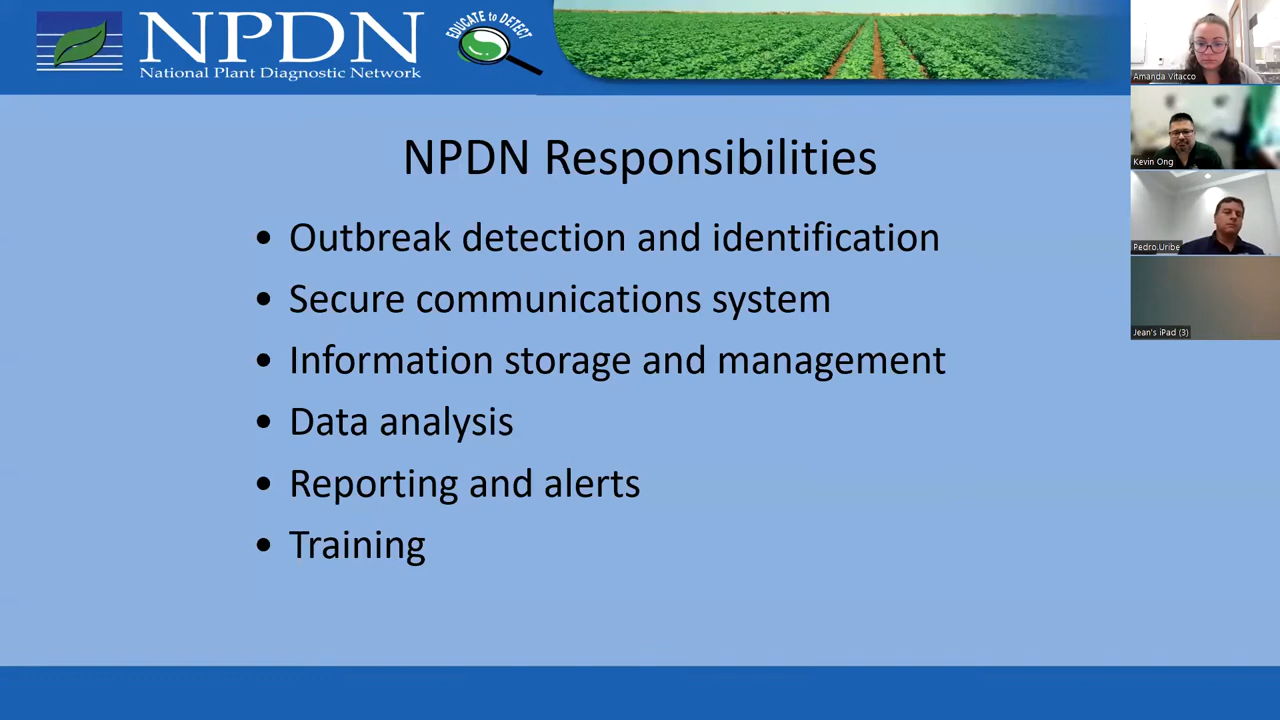 NPDN
National Plant Diagnostic Network
EDUCATE to DETECT
NPDN Responsibilities
• Outbreak detection and identification
• Secure communications system
• Information storage and management
• Data analysis
• Reporting and alerts
• Training
Amanda Vitacco
Kevin Ong
Pedro.Uribe
Jean's iPad (3)